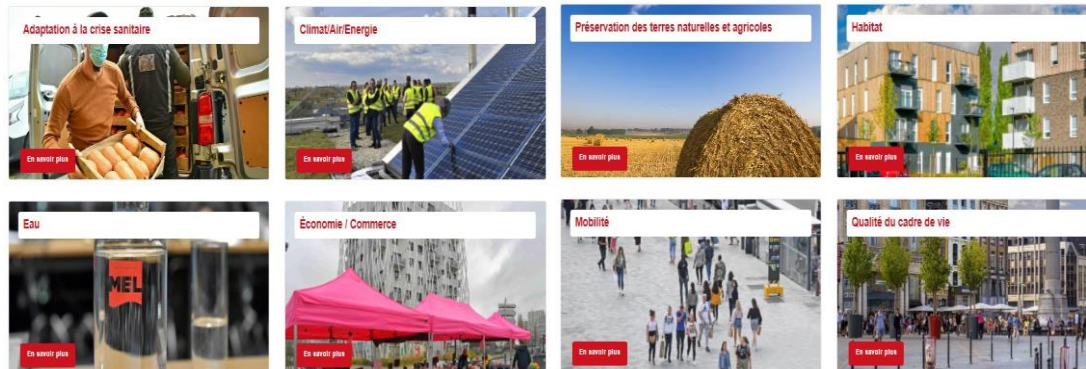 Adaptation à la crise sanitaire
En savoir plus
Climat/Air/Energie
En savoir plus
Préservation des terres naturelles et agricoles
En savoir plus
Habitat
En savoir plus
Eau
MEL
En savoir plus
Économie / Commerce
En savoir plus
Mobilité
En savoir plus
Qualité du cadre de vie
En savoir plus